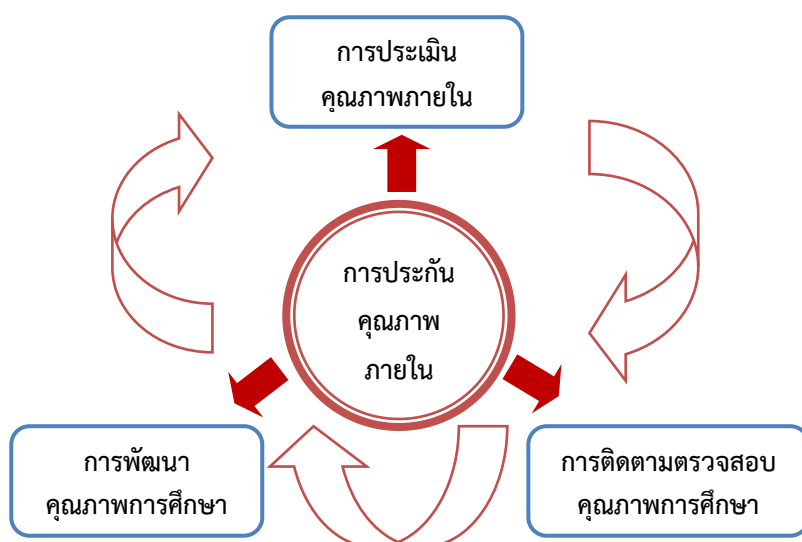 การประเมิน
คุณภาพภายใน
การประกัน
คุณภาพ
ภายใน
การพัฒนา
คุณภาพการศึกษา
การติดตามตรวจสอบ
คุณภาพการศึกษา